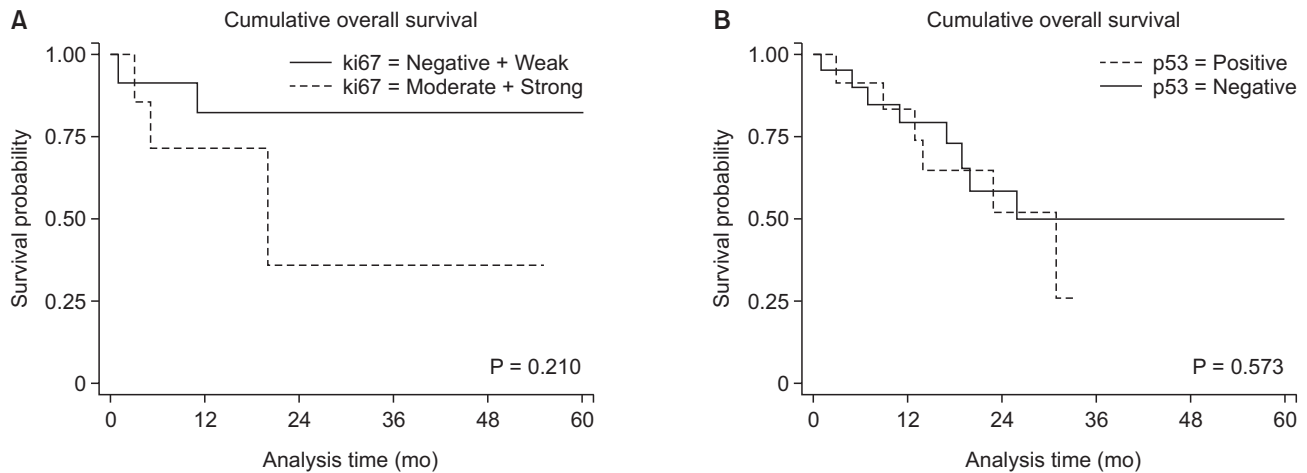 A
Cumulative overall survival
1.00
0.75
0.50
0.25
0
Survival probability
ki67 = Negative + Weak
ki67 = Moderate + Strong
P = 0.210
0 12 24 36 48 60
Analysis time (mo)
B
Cumulative overall survival
1.00
0.75
0.50
0.25
0
Survival probability
p53 = Positive
p53 = Negative
P = 0.573
0 12 24 36 48 60
Analysis time (mo)